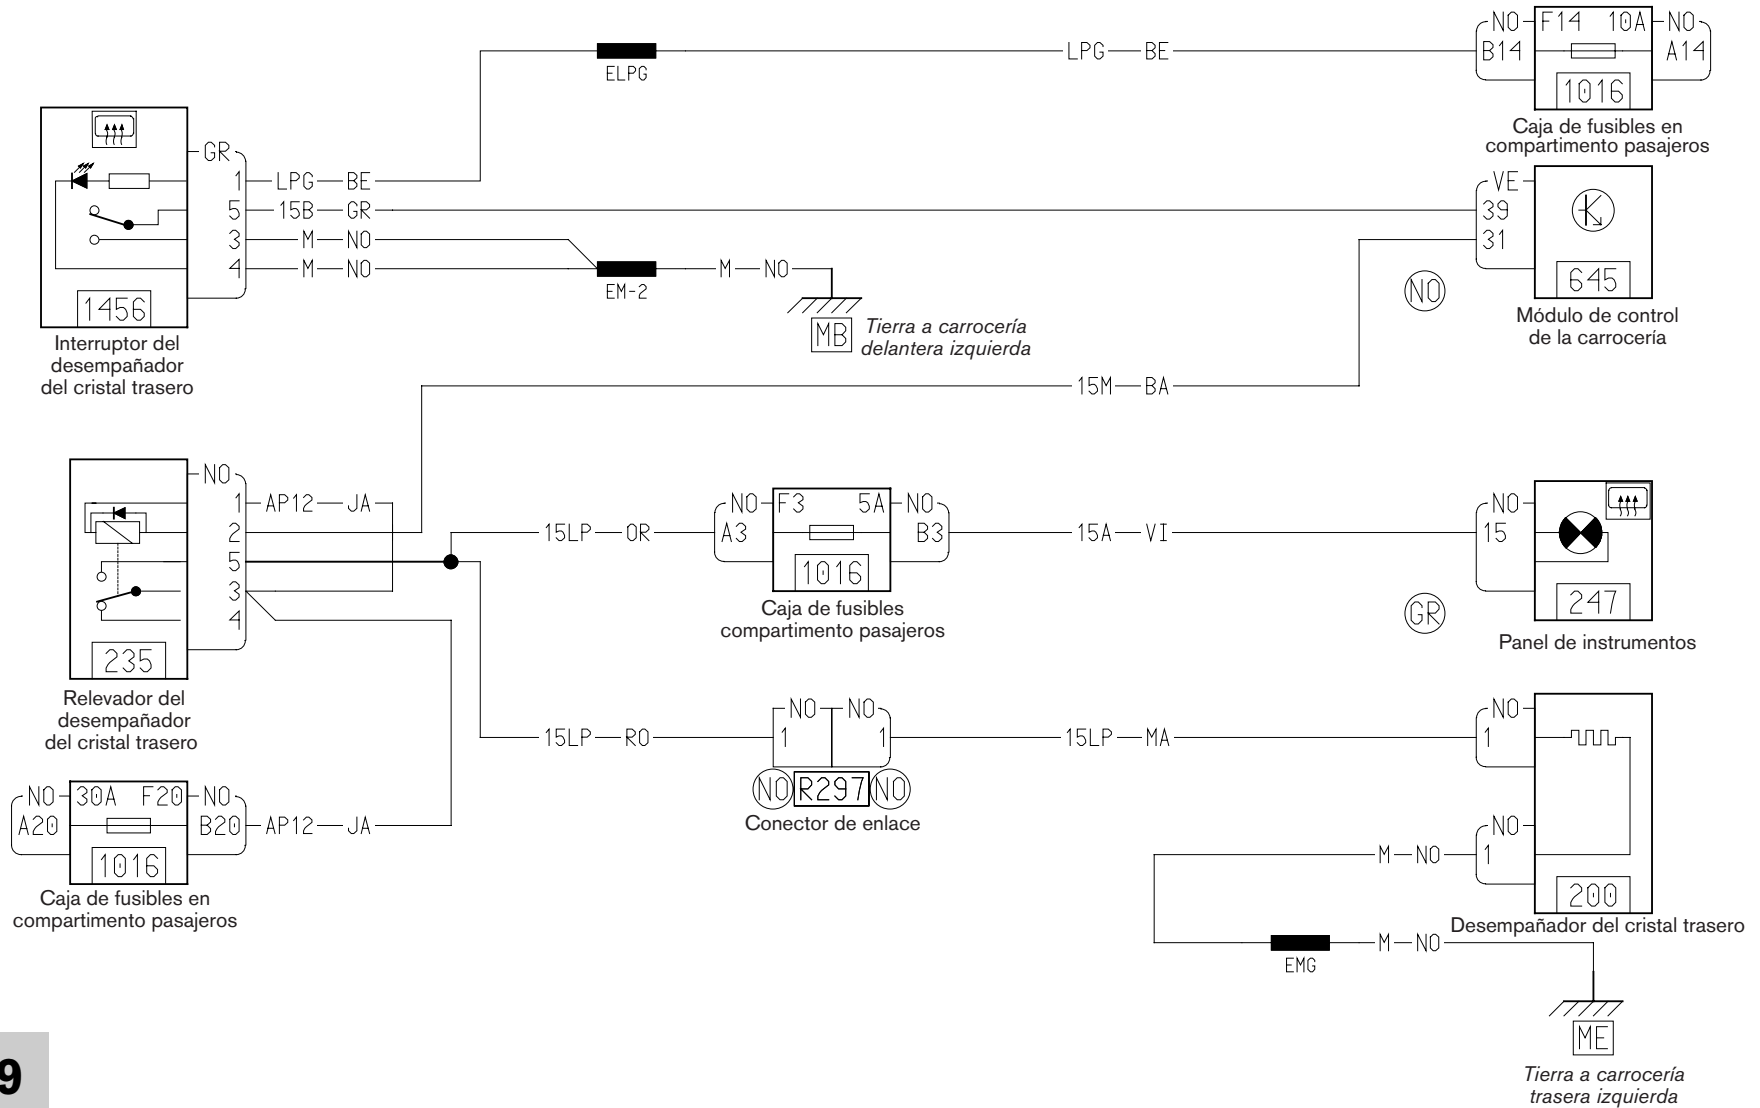 NO F14 10A NO
B14 A14
1016
Caja de fusibles en
compartimento pasajeros
LPG BE
ELPG
GR
1 LPG BE
5 15B GR
3 M NO
4 M NO
1456
Interruptor del
desempañador
del cristal trasero
EM-2
M NO
MB
Tierra a carrocería
delantera izquierda
VE
39
31
645
NO
Módulo de control
de la carrocería
15M BA
NO
1 AP12 JA
2
5
3
4
235
Relevador del
desempañador
del cristal trasero
15LP OR
NO F3 5A NO
A3 B3
1016
Caja de fusibles
compartimento pasajeros
15A VI
NO
15
247
GR
Panel de instrumentos
15LP RO
NO NO
1 1
NO R297 NO
Conector de enlace
15LP MA
NO
1
NO
1
M NO
200
Desempañador del cristal trasero
EMG
M NO
ME
Tierra a carrocería
trasera izquierda
NO 30A F20 NO
A20 B20
AP12 JA
1016
Caja de fusibles en
compartimento pasajeros
9